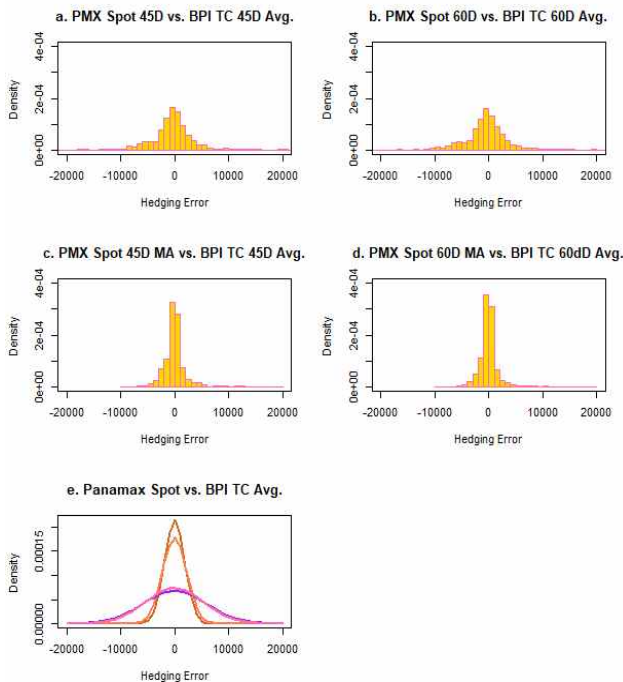 a. PMX Spot 45D vs. BPI TC 45D Avg.
Density
0e+00 2e-04 4e-04
-20000 -10000 0 10000 20000
Hedging Error
b. PMX Spot 60D vs. BPI TC 60D Avg.
Density
0e+00 2e-04 4e-04
-20000 -10000 0 10000 20000
Hedging Error
c. PMX Spot 45D MA vs. BPI TC 45D Avg.
Density
0e+00 2e-04 4e-04
-20000 -10000 0 10000 20000
Hedging Error
d. PMX Spot 60D MA vs. BPI TC 60dD Avg.
Density
0e+00 2e-04 4e-04
-20000 -10000 0 10000 20000
Hedging Error
e. Panamax Spot vs. BPI TC Avg.
Density
0.00000 0.00015
-20000 -10000 0 10000 20000
Hedging Error